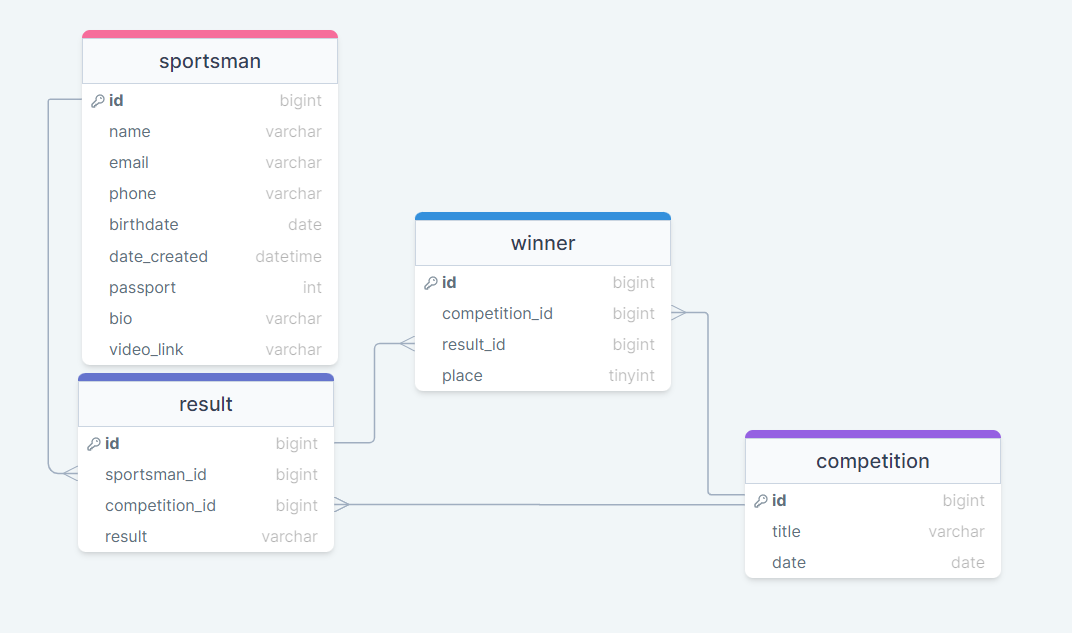 sportsman
id bigint
name varchar
email varchar
phone varchar
birthdate date
date_created datetime
passport int
bio varchar
video_link varchar
result
id bigint
sportsman_id bigint
competition_id bigint
result varchar
winner
id bigint
competition_id bigint
result_id bigint
place tinyint
competition
id bigint
title varchar
date date